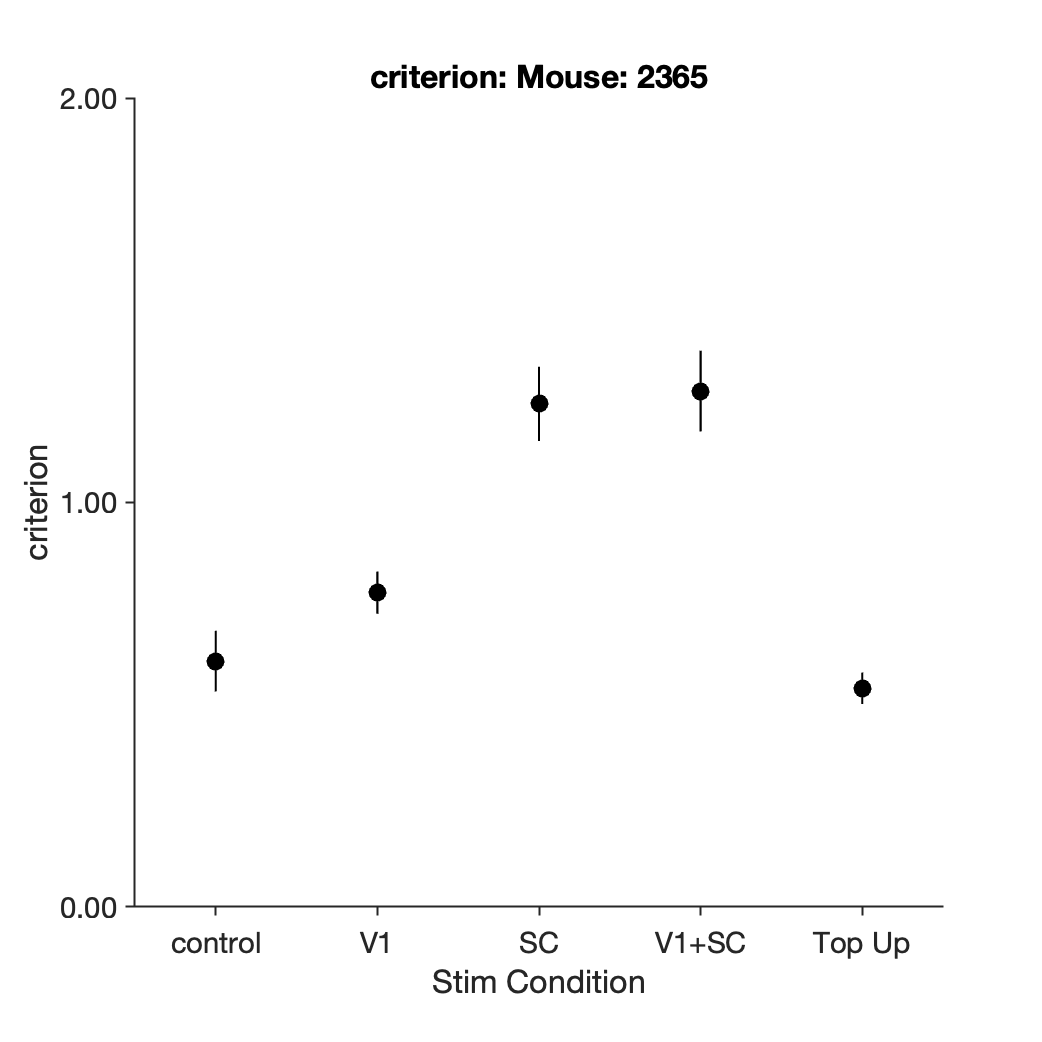 criterion: Mouse: 2365
2.00
1.00
0.00
criterion
control V1 SC V1+SC Top Up
Stim Condition